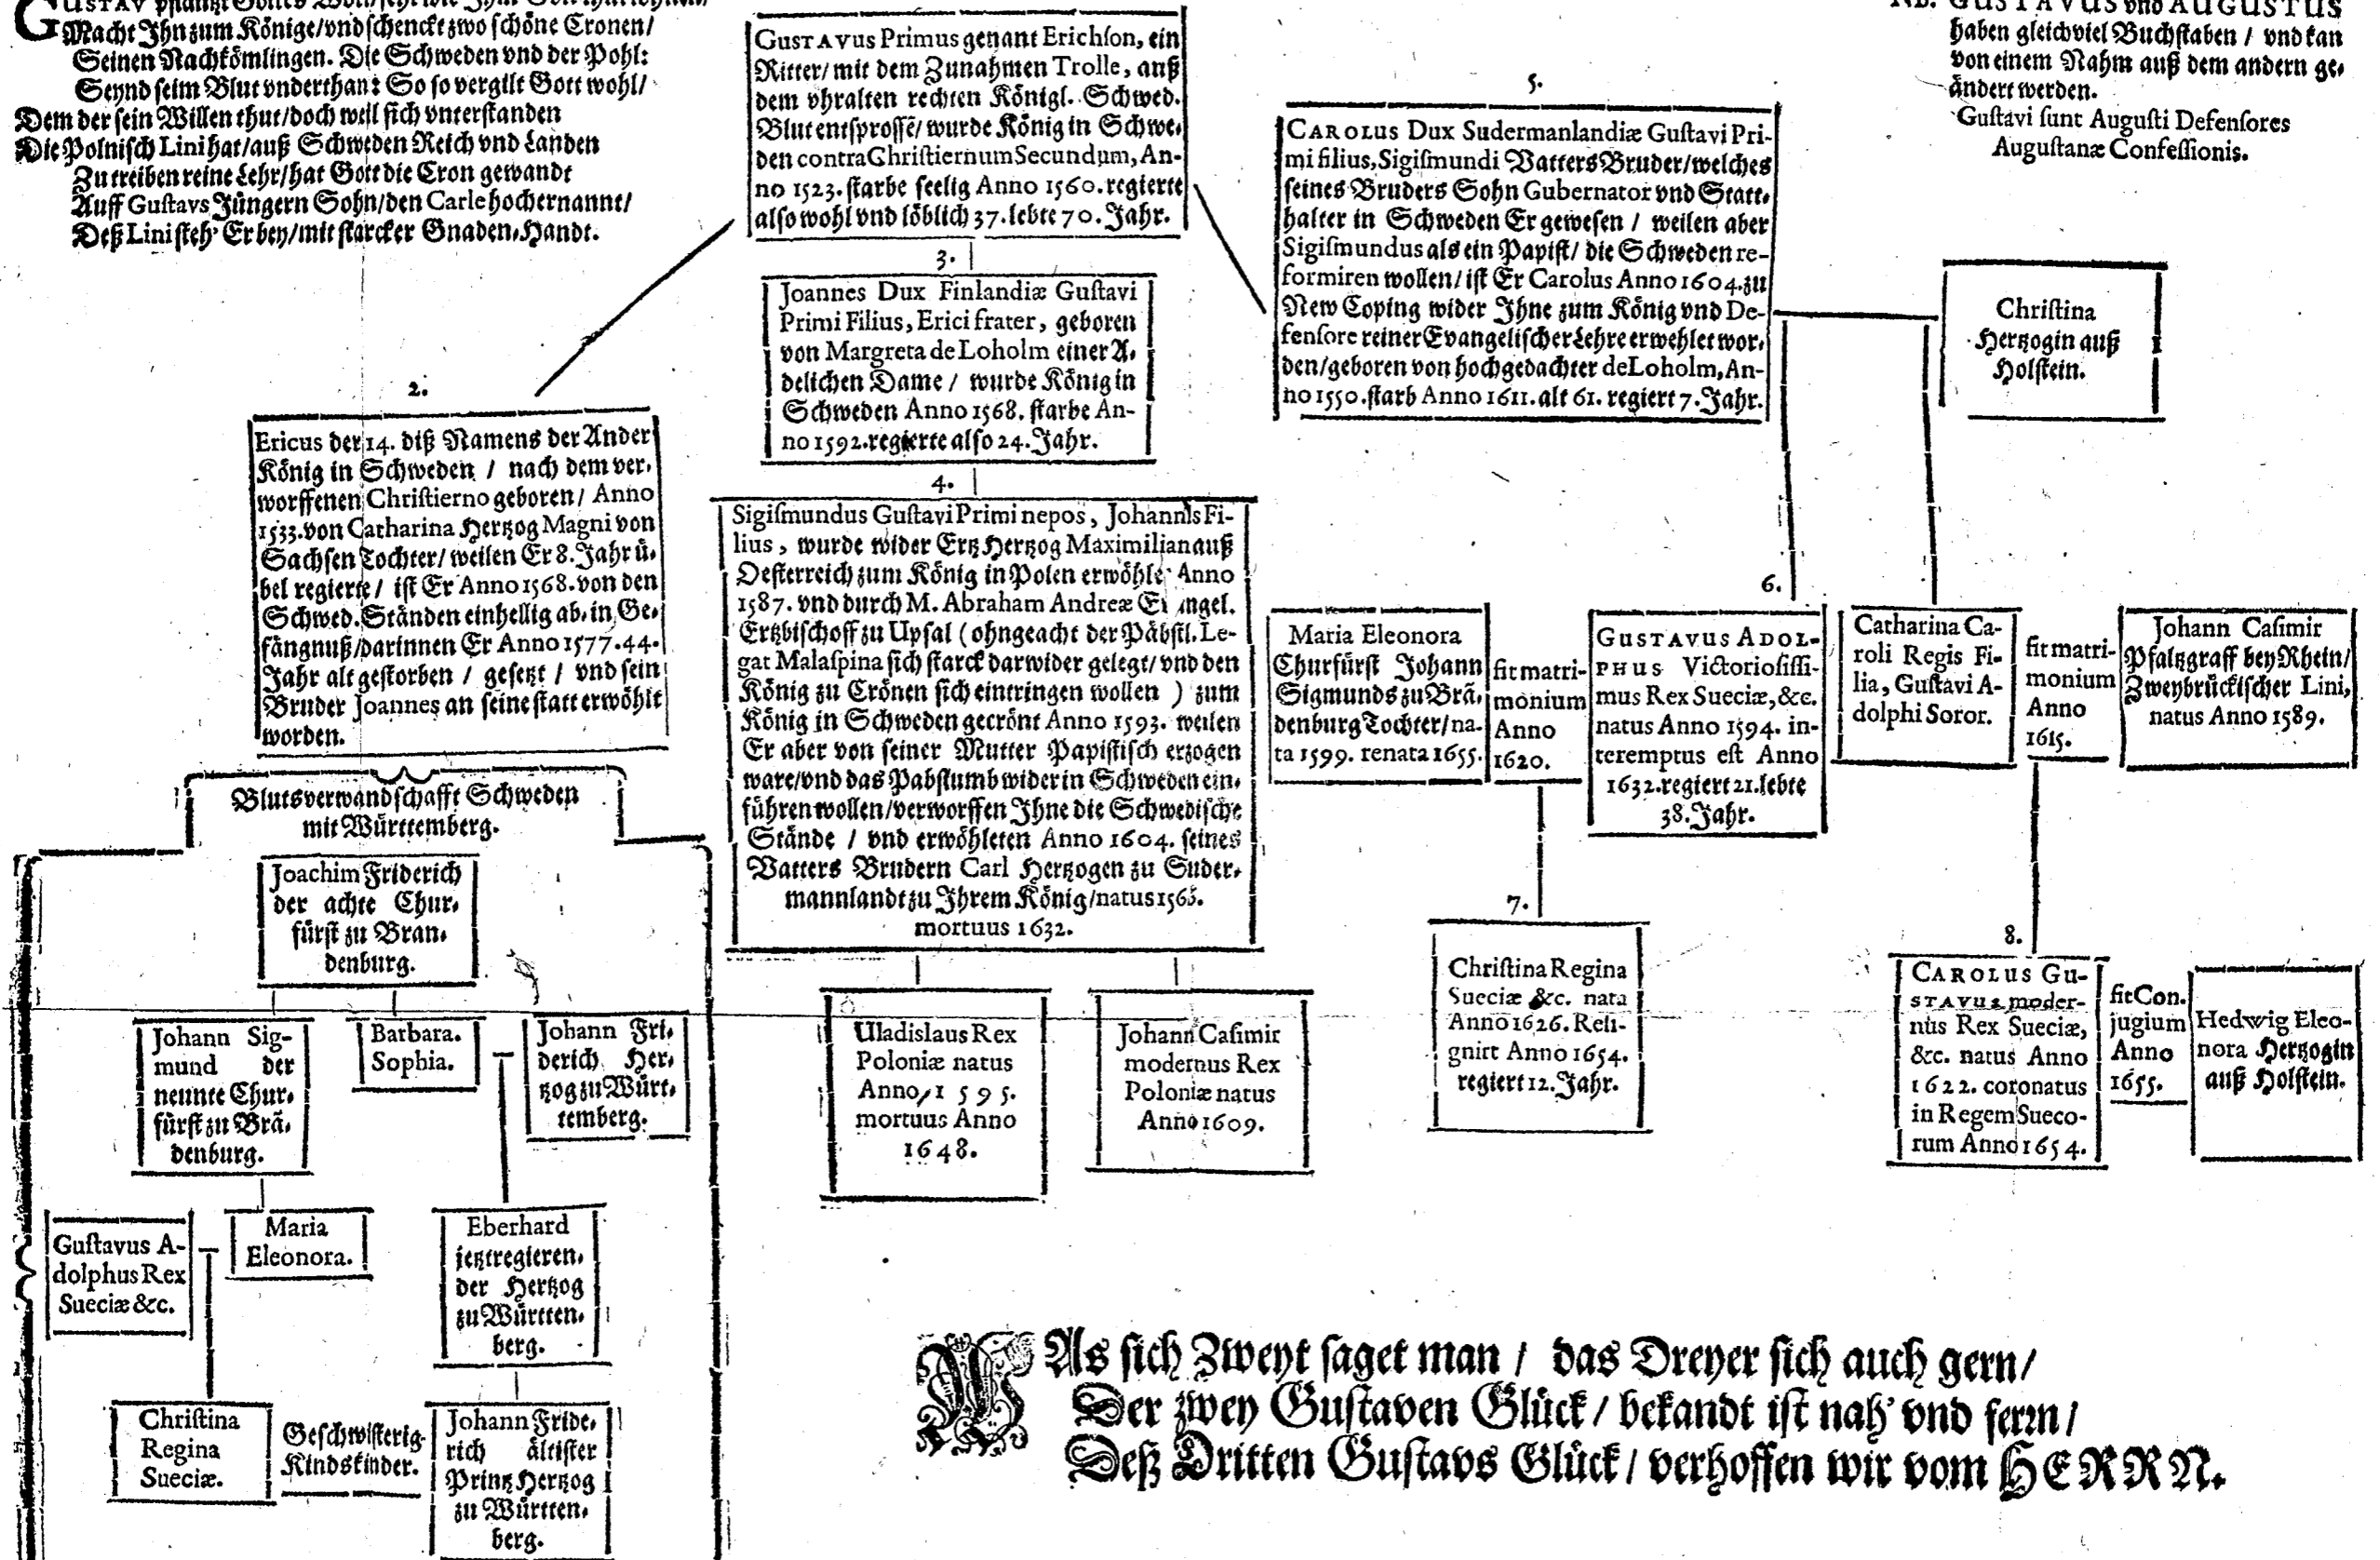 Macht Ihn zum Könige/vnd schenckt zwo schöne Cronen/
Seinen Nachkömlingen. Die Schweden vnd der Pohl:
Seynd seim Blut vnderthan: So so vergilt Gott wohl/
Dem der sein Willen thut/doch weil sich vnterstanden
Die Polnisch Lini hat/auß Schweden Reich vnd Landen
Zu treiben reine Lehr/hat Gott die Cron gewandt
Auff Gustavs Jüngern Sohn/den Carle hochernannt/
Deß Lini steh' Er bey/mit starcker Gnaden-Handt.
GUSTAVUS Primus genant Erichson, ein
Ritter/ mit dem Zunahmen Trolle, auß
dem vhralten rechten Königl. Schwed.
Blut entsprossē/ wurde König in Schwe-
den contra Christiernum Secundum, An-
no 1523. starbe seelig Anno 1560. regierte
also wohl vnd löblich 37. lebte 70. Jahr.
NB. GUSTAVUS vnd AUGUSTUS
haben gleich viel Buchstaben / vnd kan
von einem Nahm auß dem andern ge-
ändert werden.
Gustavi sunt Augusti Defensores
Augustanæ Confessionis.
5.
CAROLUS Dux Sudermanlandiæ Gustavi Pri-
mi filius, Sigismundi Vatters Bruder/welches
seines Bruders Sohn Gubernator vnd Statt-
halter in Schweden Er gewesen / weilen aber
Sigismundus als ein Papist/ die Schweden re-
formiren wollen/ ist Er Carolus Anno 1604. zu
New Coping wider Ihne zum König vnd De-
fensore reiner Evangelischer Lehre erwehlet wor-
den/geboren von hochgedachter de Loholm, An-
no 1550. starb Anno 1611. alt 61. regiert 7. Jahr.
Christina
Hertzogin auß
Holstein.
3.
Joannes Dux Finlandiæ Gustavi
Primi Filius, Erici frater, geboren
von Margreta de Loholm einer A-
delichen Dame / wurde König in
Schweden Anno 1568. starbe An-
no 1592. regierte also 24. Jahr.
2.
Ericus der 14. diß Namens der Ander
König in Schweden / nach dem ver-
worffenen Christierno geboren / Anno
1533. von Catharina Hertzog Magni von
Sachsen Tochter/ weilen Er 8. Jahr ü-
bel regierte / ist Er Anno 1568. von den
Schwed. Ständen einhellig ab, in Ge-
fängnuß/darinnen Er Anno 1577. 44.
Jahr alt gestorben / gesetzt / vnd sein
Bruder Joannes an seine statt erwöhlt
worden.
4.
Sigismundus Gustavi Primi nepos, Johannis Fi-
lius, wurde wider Ertz Hertzog Maximilian auß
Oesterreich zum König in Polen erwöhlt Anno
1587. vnd durch M. Abraham Andreæ
Ertzbischoff zu Upsal (ohngeacht der Päbstl. Le-
gat Malaspina sich starck darwider gelegt/ vnd den
König zu Crönen sich eintringen wollen ) zum
König in Schweden gecrönt Anno 1593. weilen
Er aber von seiner Mutter Papistisch erzogen
ware/vnd das Pabstumb wider in Schweden ein-
führen wollen/verworffen Ihne die Schwedische
Stände / vnd erwöhleten Anno 1604. seines
Vatters Brudern Carl Hertzogen zu Suder-
mannlandt zu Ihrem König/natus
mortuus 1632.
Maria Eleonora
Churfürst Johann
Sigmunds zu Brā-
denburg Tochter/na-
ta 1599. renata 1655.
fit matri-
monium
Anno
1620.
6.
GUSTAVUS ADOL-
PHUS Victoriosissi-
mus Rex Sueciæ, &c.
natus Anno 1594. in-
teremptus est Anno
1632. regiert 21. lebte
38. Jahr.
Catharina Ca-
roli Regis Fi-
lia, Gustavi A-
dolphi Soror.
fit matri-
monium
Anno
1615.
Johann Casimir
Pfaltzgraff bey Rhein/
Zweybrückischer Lini,
natus Anno 1589.
Blutsverwandschafft Schweden
mit Württemberg.
Joachim Friderich
der achte Chur-
fürst zu Bran-
denburg.
Johann Sig-
mund der
neunte Chur-
fürst zu Brā-
denburg.
Barbara.
Sophia.
Johann Fri-
derich Her-
tzog zu Würt-
temberg.
Uladislaus Rex
Poloniæ natus
Anno, 1595.
mortuus Anno
1648.
Johann Casimir
modernus Rex
Poloniæ natus
Anno 1609.
7.
Christina Regina
Sueciæ &c. nata
Anno 1626. Resi-
gnirt Anno 1654.
regiert 12. Jahr.
8.
CAROLUS GU-
STAVUS moder-
nus Rex Sueciæ,
&c. natus Anno
1622. coronatus
in Regem Sueco-
rum Anno 1654.
fit Con-
jugium
Anno
1655.
Hedwig Eleo-
nora Hertzogin
auß Holstein.
Gustavus A-
dolphus Rex
Sueciæ &c.
Maria
Eleonora.
Eberhard
jetztregieren-
der Hertzog
zu Württen-
berg.
Christina
Regina
Sueciæ.
Geschwisterig-
Kindskinder.
Johann Fride-
rich ältister
Printz Hertzog
zu Württen-
berg.
WAs sich Zweyt saget man / das Dreyet sich auch gern/
Der zwey Gustaven Glück / bekandt ist nah' vnd fern/
Deß Dritten Gustavs Glück / verhoffen wir vom HERRN.